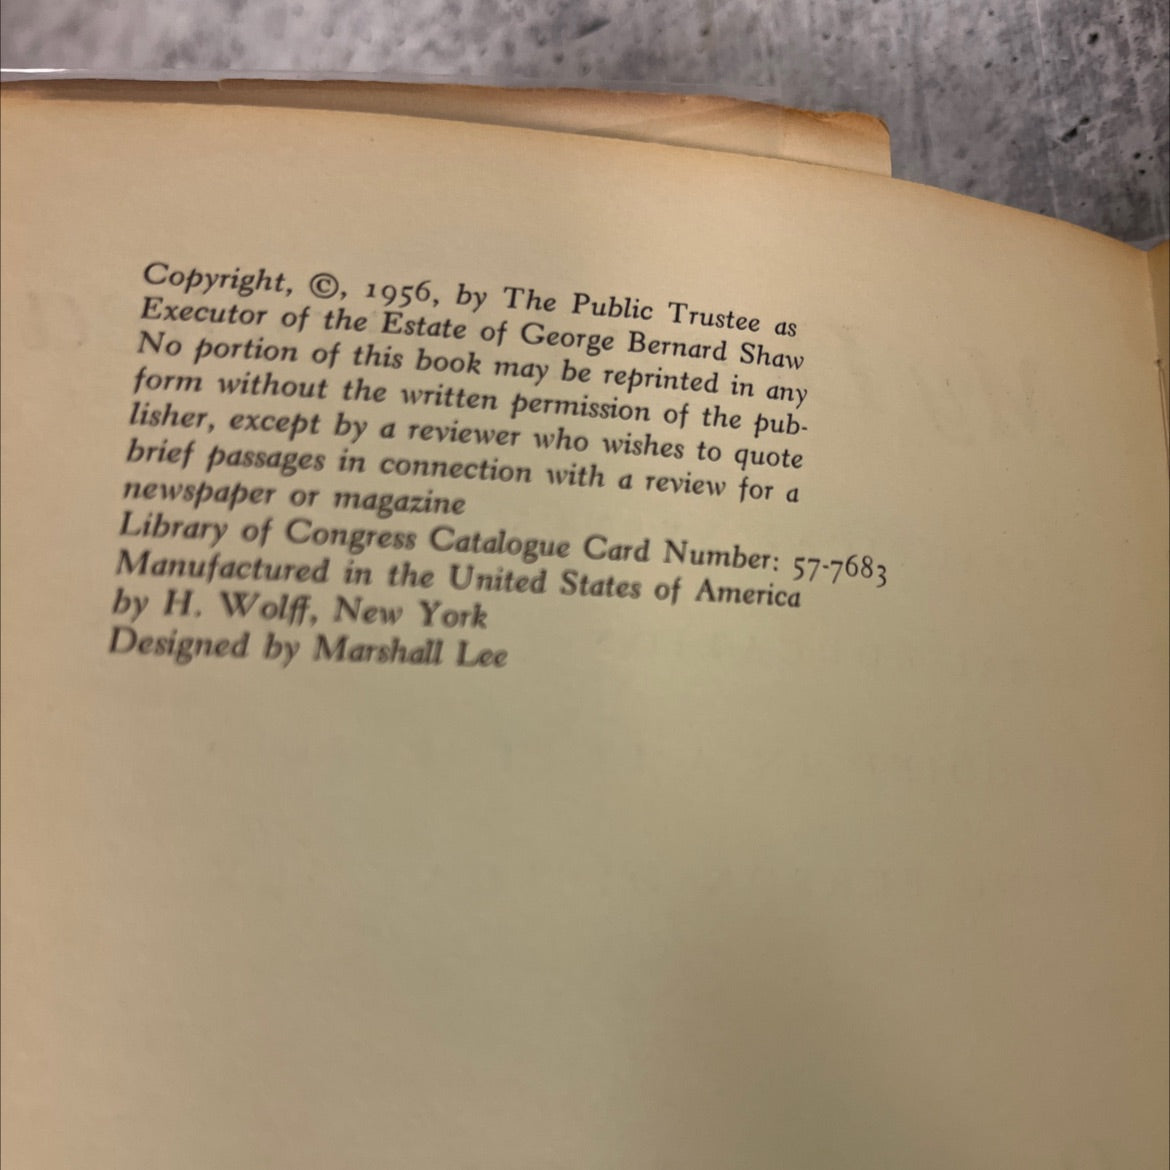 Copyright, ©, 1956, by The Public Trustee as
Executor of the Estate of George Bernard Shaw
No portion of this book may be reprinted in any
form without the written permission of the pub-
lisher, except by a reviewer who wishes to quote
brief passages in connection with a review for a
newspaper or magazine
Library of Congress Catalogue Card Number: 57-7683
Manufactured in the United States of America
by H. Wolff, New York
Designed by Marshall Lee